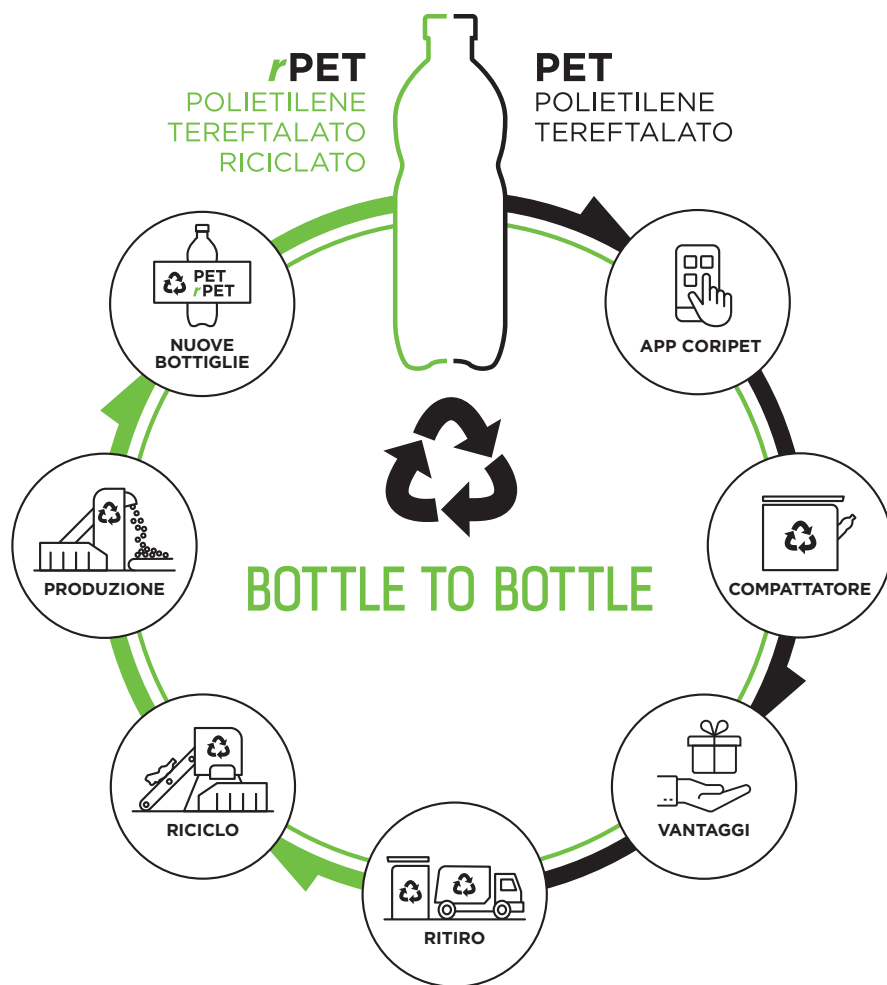 rPET
POLIETILENE
TEREFTALATO
RICICLATO
PET
POLIETILENE
TEREFTALATO
APP CORIPET
COMPATTATORE
VANTAGGI
RITIRO
RICICLO
PRODUZIONE
PET
rPET
NUOVE
BOTTIGLIE
BOTTLE TO BOTTLE